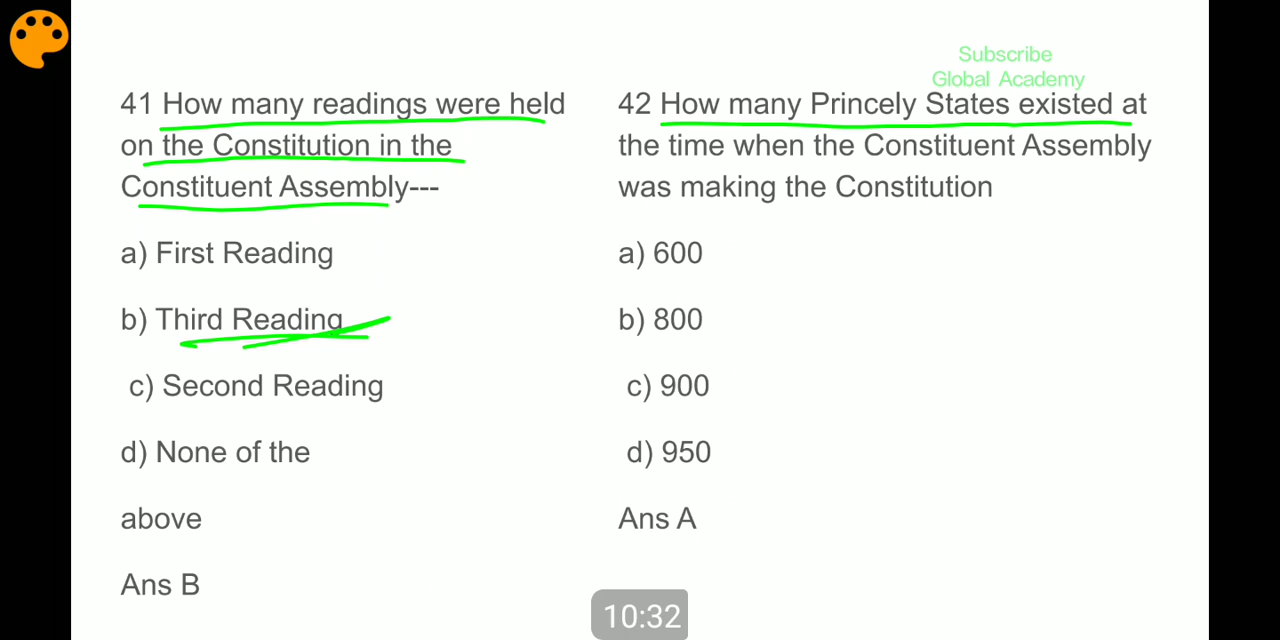 Subscribe
Global Academy
41 How many readings were held
on the Constitution in the
Constituent Assembly---
a) First Reading
b) Third Reading
c) Second Reading
d) None of the
above
Ans B
42 How many Princely States existed at
the time when the Constituent Assembly
was making the Constitution
a) 600
b) 800
c) 900
d) 950
Ans A
10:32